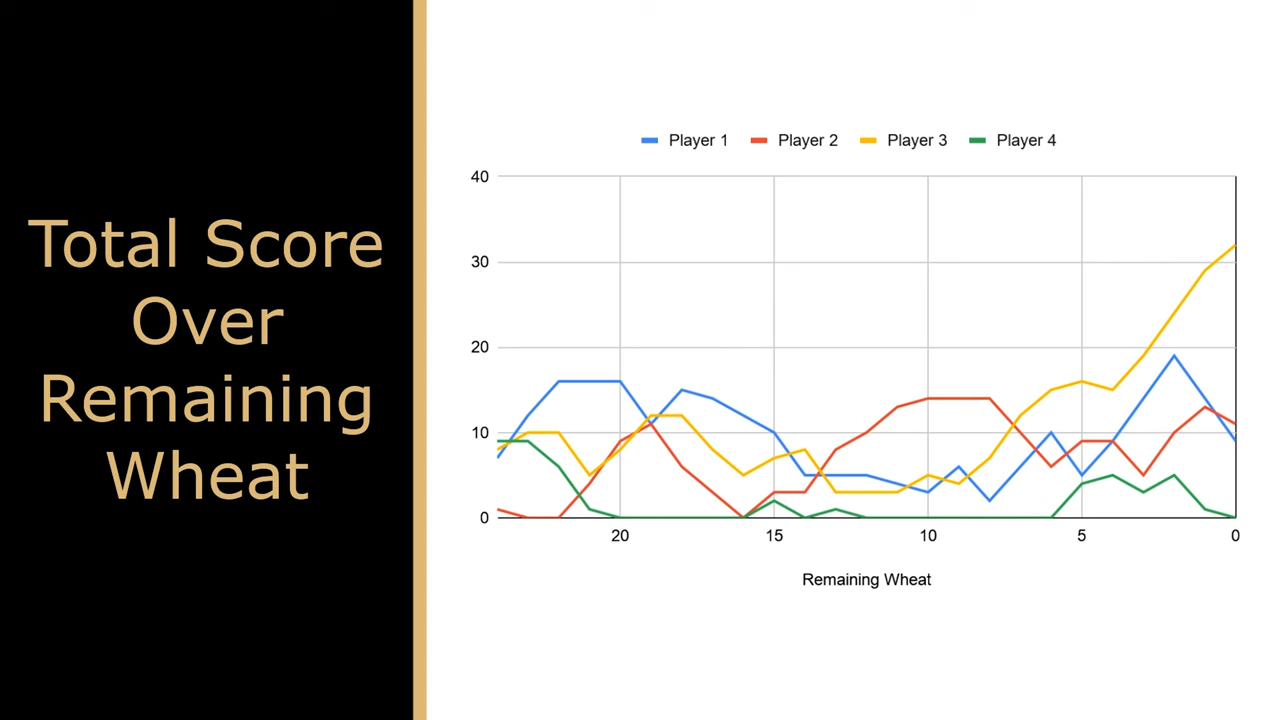 Total Score
Over
Remaining
Wheat
Player 1 Player 2 Player 3 Player 4
40
30
20
10
0
20 15 10 5 0
Remaining Wheat